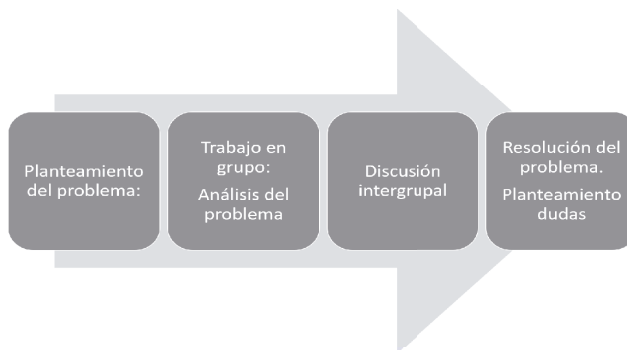 Planteamiento
del problema:
Trabajo en
grupo:
Análisis del
problema
Discusión
intergrupal
Resolución del
problema.
Planteamiento
dudas